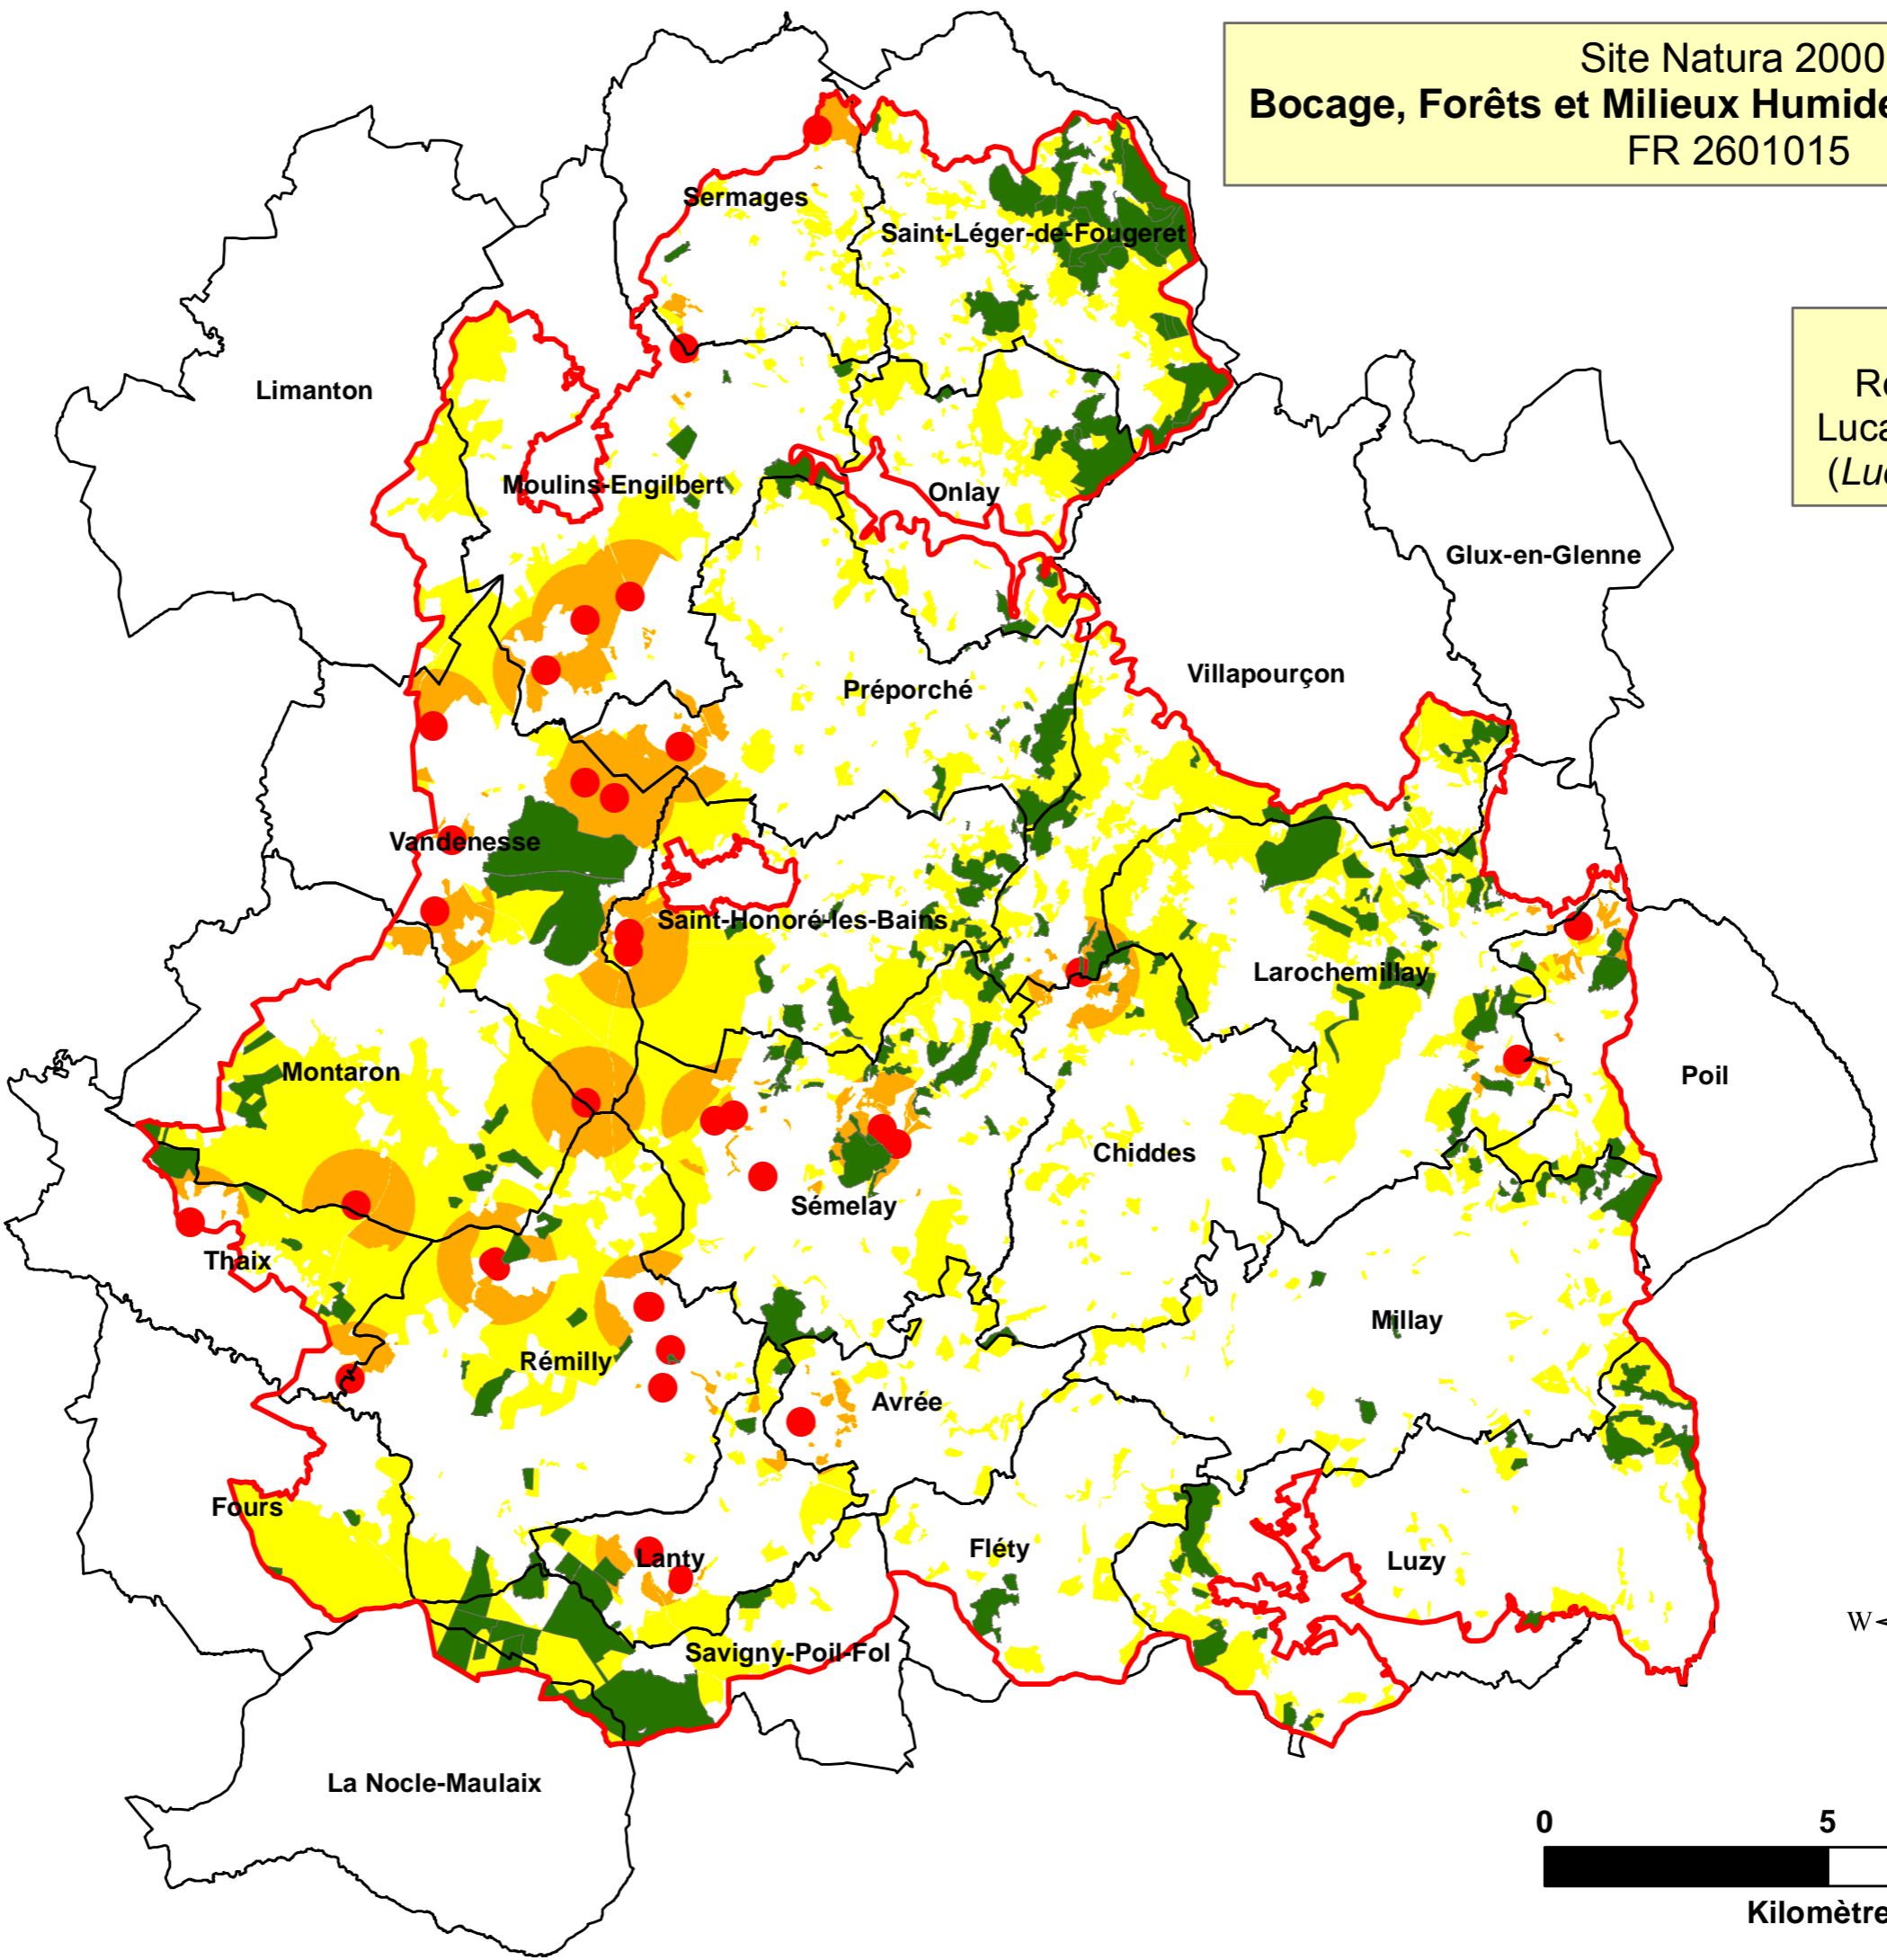 Site Natura 2000
Bocage, Forêts et Milieux
FR 2601015
Sermages
Saint-Léger-de-Fougeret
Limanton
Moulins-Engilbert
Onlay
Glux-en-Glenne
Villapourçon
Préporché
Vandenesse
Saint-Honoré-les-Bains
Larochemillay
Montaron
Poil
Chiddes
Sémelay
Thaix
Millay
Rémilly
Avrée
Fours
Lanty
Fléty
Luzy
W
Savigny-Poil-Fol
La Nocle-Maulaix
0 5